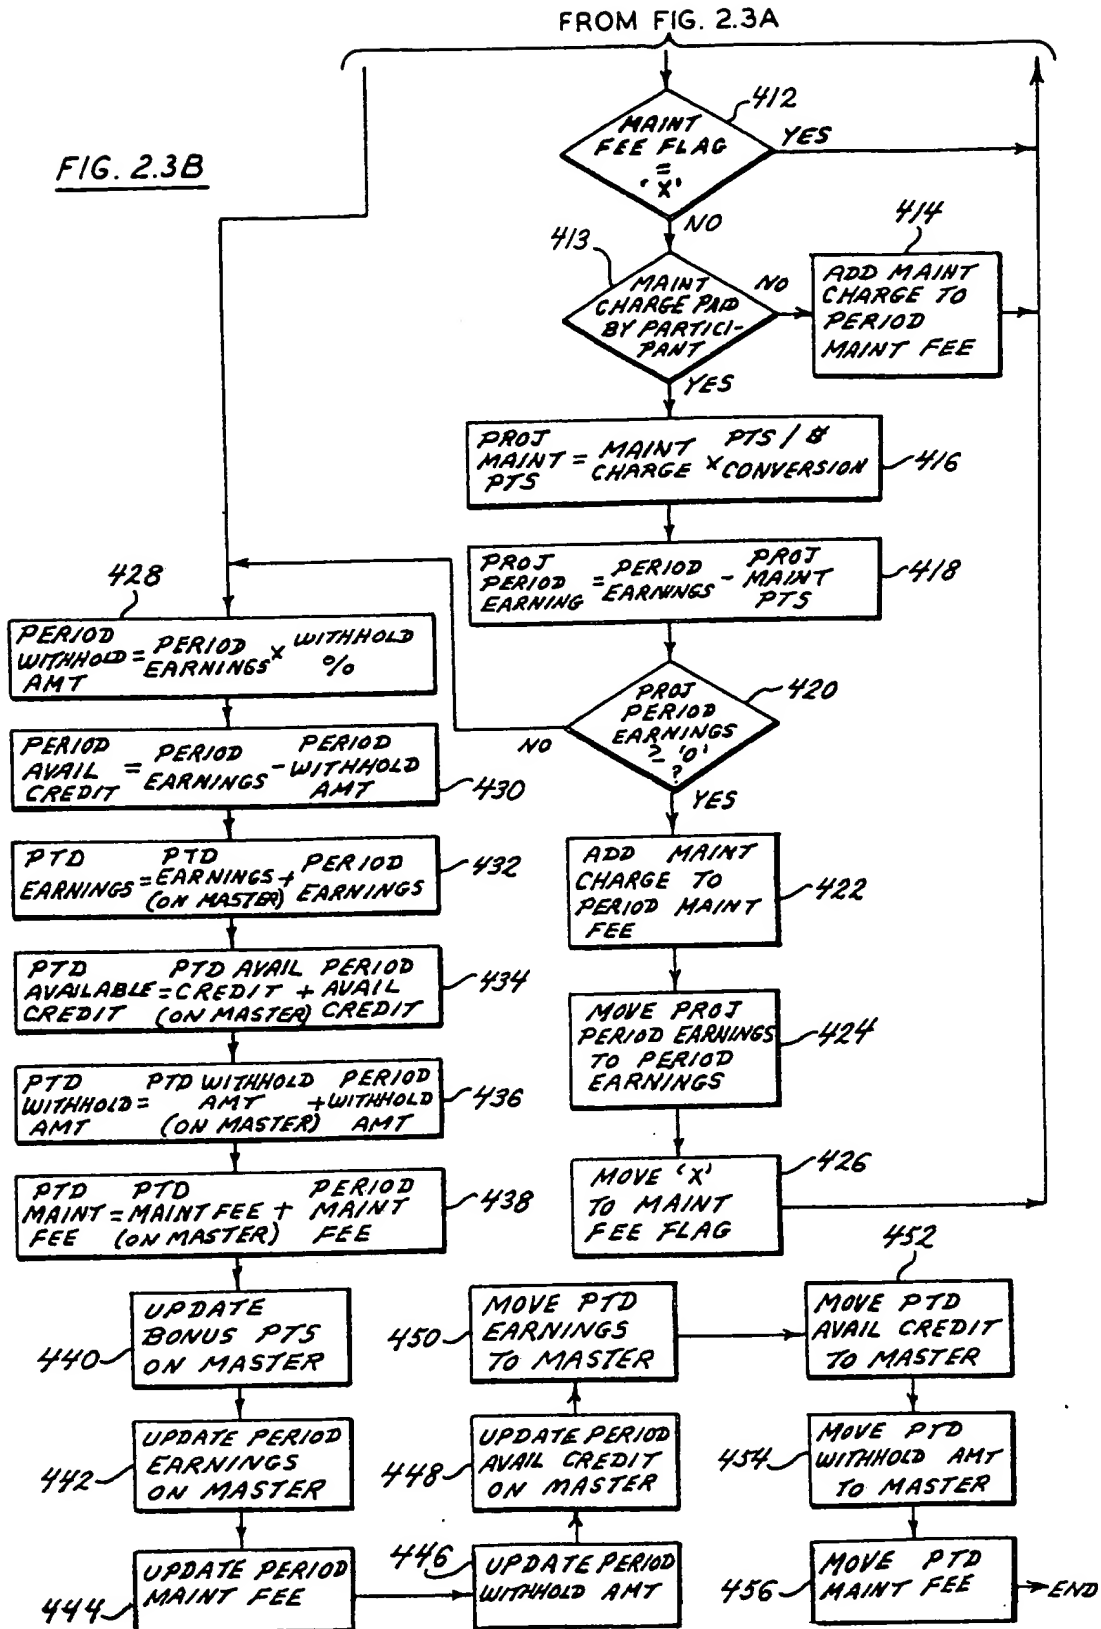 FROM FIG. 2.3A
FIG. 2.3B
412
MAINT
FEE FLAG
=
'X'
YES
NO
413
MAINT
CHARGE PAID
BY PARTICI-
PANT
NO
414
ADD MAINT
CHARGE TO
PERIOD
MAINT FEE
YES
PROJ
MAINT
PTS = MAINT
CHARGE × PTS / $
CONVERSION
416
PROJ
PERIOD
EARNING = PERIOD
EARNINGS - PROJ
MAINT
PTS
418
PROJ
PERIOD
EARNINGS
≥ '0'
?
420
NO
YES
ADD MAINT
CHARGE TO
PERIOD MAINT
FEE
422
MOVE PROJ
PERIOD EARNINGS
TO PERIOD
EARNINGS
424
MOVE 'X'
TO MAINT
FEE FLAG
426
428
PERIOD
WITHHOLD
AMT = PERIOD
EARNINGS × WITHHOLD
%
PERIOD
AVAIL
CREDIT = PERIOD
EARNINGS - PERIOD
WITHHOLD
AMT
430
PTD
EARNINGS = PTD
EARNINGS
(ON MASTER) + PERIOD
EARNINGS
432
PTD
AVAILABLE
CREDIT = PTD AVAIL
CREDIT
(ON MASTER) + PERIOD
AVAIL
CREDIT
434
PTD
WITHHOLD
AMT = PTD WITHHOLD
AMT
(ON MASTER) + PERIOD
WITHHOLD
AMT
436
PTD
MAINT
FEE = PTD
MAINT FEE
(ON MASTER) + PERIOD
MAINT
FEE
438
UPDATE
BONUS PTS
ON MASTER
440
UPDATE PERIOD
EARNINGS
ON MASTER
442
UPDATE PERIOD
MAINT FEE
444
446
UPDATE PERIOD
WITHHOLD AMT
448
UPDATE PERIOD
AVAIL CREDIT
ON MASTER
450
MOVE PTD
EARNINGS
TO MASTER
452
MOVE PTD
AVAIL CREDIT
TO MASTER
454
MOVE PTD
WITHHOLD AMT
TO MASTER
456
MOVE PTD
MAINT FEE
END